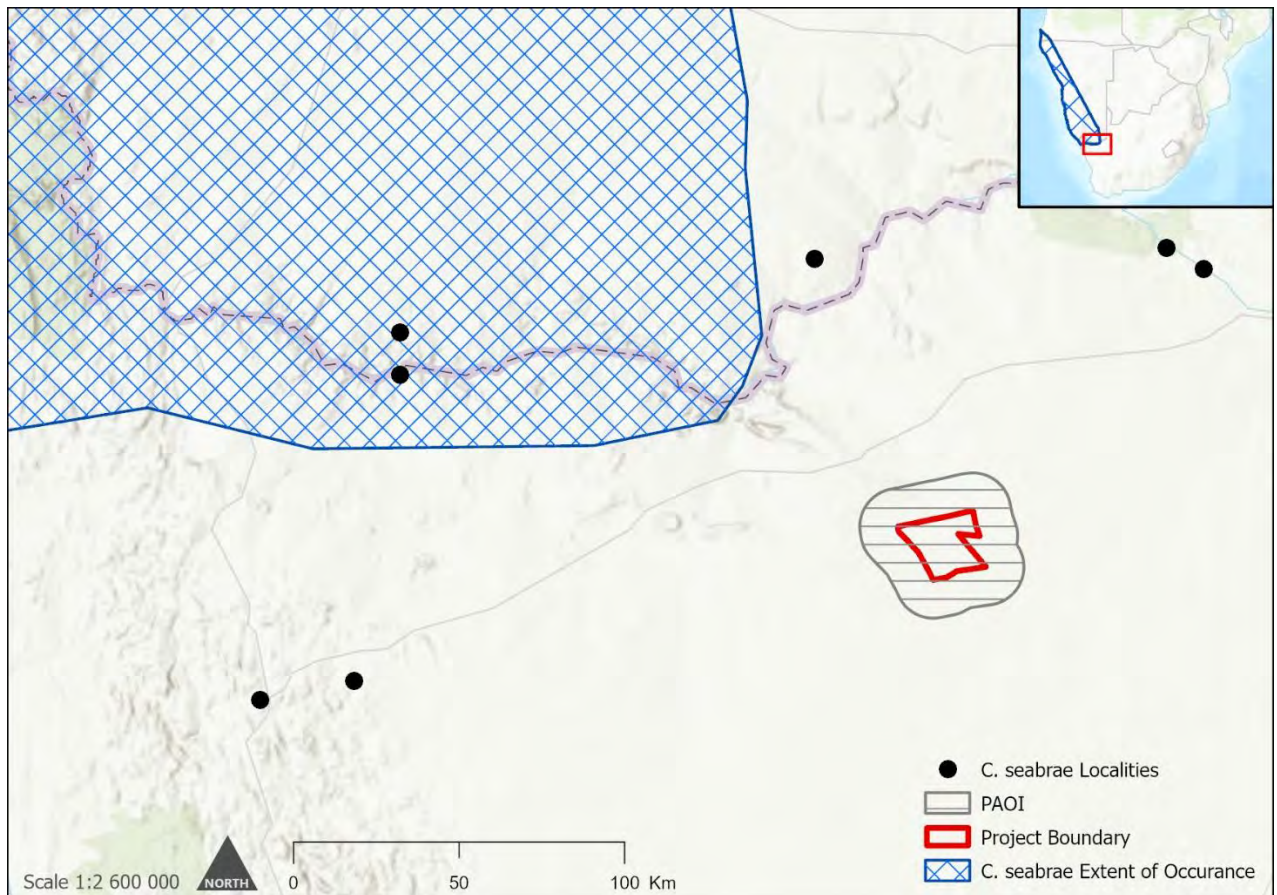 C. seabrae Localities
PAOI
Project Boundary
C. seabrae Extent of Occurance
Scale 1:2 600 000
NORTH
0 50 100 Km